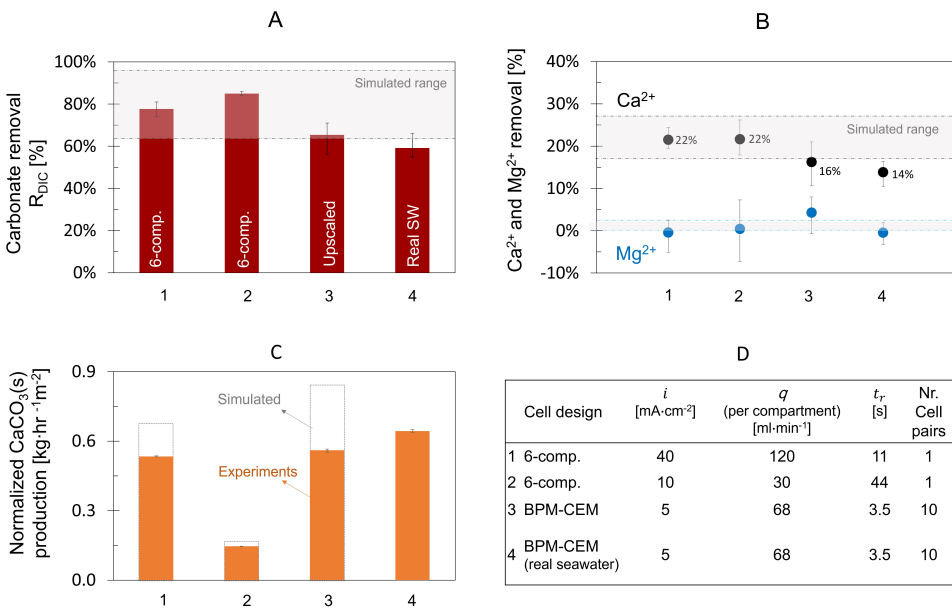 A
Carbonate removal
R_DIC [%]
100%
80%
60%
40%
20%
0%
Simulated range
6-comp.
6-comp.
Upscaled
Real SW
1
2
3
4
B
Ca²⁺ and Mg²⁺ removal [%]
40%
30%
20%
10%
0%
-10%
Ca²⁺
Simulated range
22%
22%
16%
14%
Mg²⁺
1
2
3
4
C
Normalized CaCO₃(s)
production [kg·hr⁻¹m⁻²]
0.9
0.6
0.3
0.0
Simulated
Experiments
1
2
3
4
D
Cell design i [mA·cm⁻²] q (per compartment) [ml·min⁻¹] t_r [s] Nr. Cell pairs
1 6-comp. 40 120 11 1
2 6-comp. 10 30 44 1
3 BPM-CEM 5 68 3.5 10
4 BPM-CEM (real seawater) 5 68 3.5 10